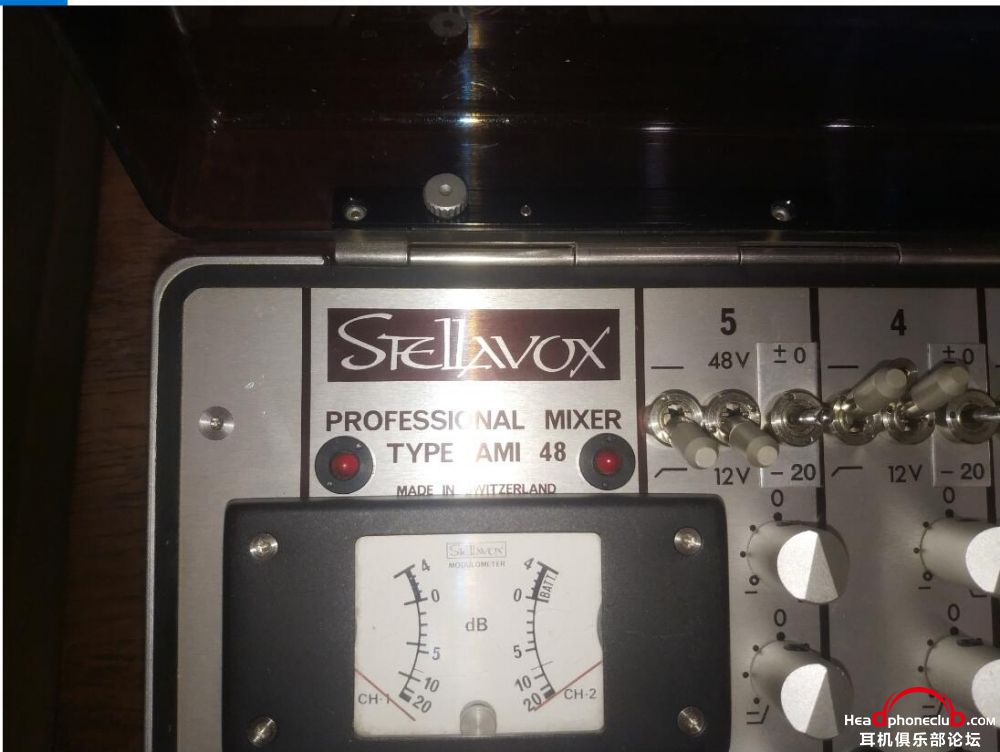 5
4
48V
± 0
± 0
STELLAVOX
PROFESSIONAL MIXER
TYPE AMI 48
MADE IN SWITZERLAND
12V
- 20
12V
- 20
0
0
STELLAVOX
MODULOMETER
4
4
BATT.
0
0
dB
5
5
10
10
20
20
CH-1
CH-2
0
0
Headphoneclub.com
耳机俱乐部论坛